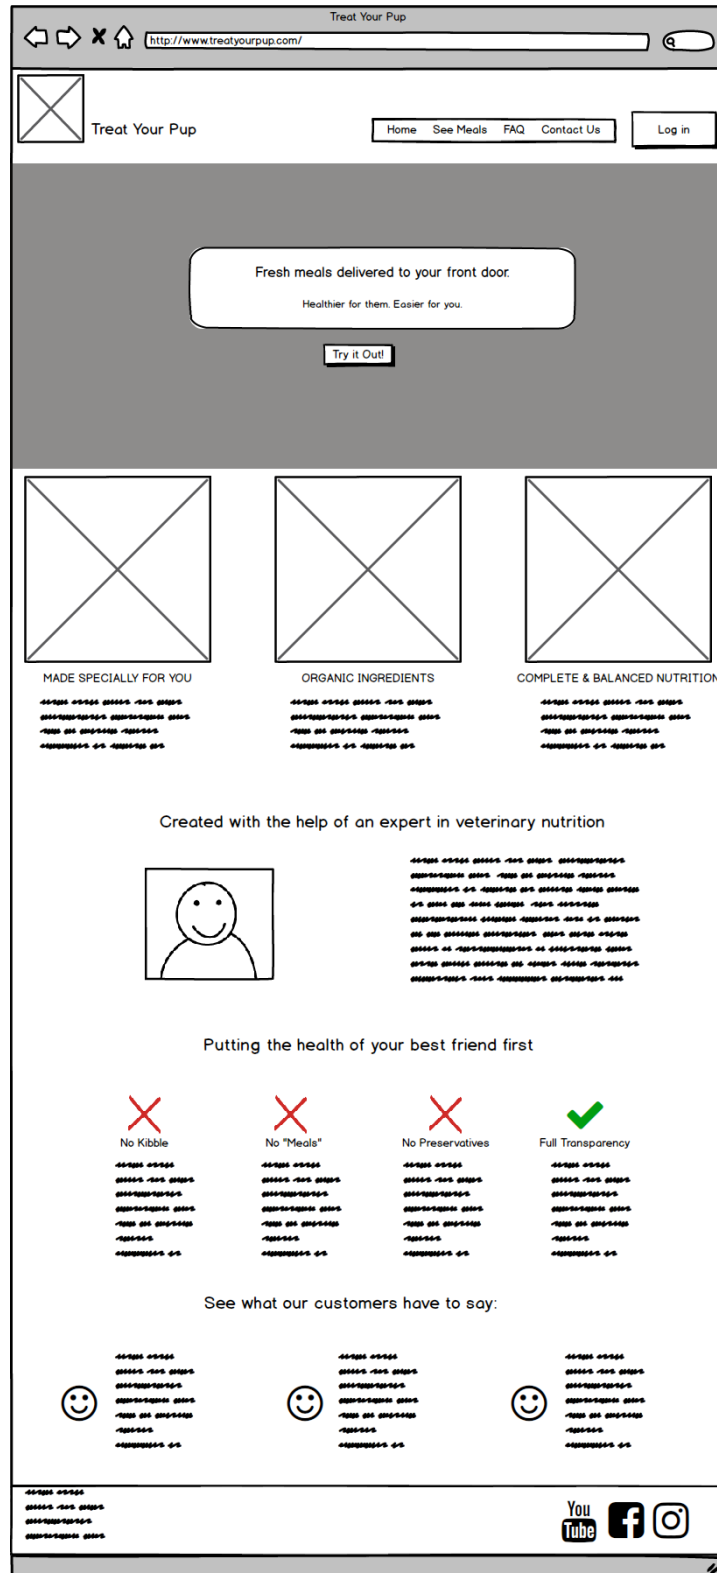 Treat Your Pup
http://www.treatyourpup.com/
Treat Your Pup
Home See Meals FAQ Contact Us
Log in
Fresh meals delivered to your front door.
Healthier for them. Easier for you.
Try it Out!
MADE SPECIALLY FOR YOU
ORGANIC INGREDIENTS
COMPLETE & BALANCED NUTRITION
Created with the help of an expert in veterinary nutrition
Putting the health of your best friend first
No Kibble
No "Meals"
No Preservatives
Full Transparency
See what our customers have to say:
You
Tube